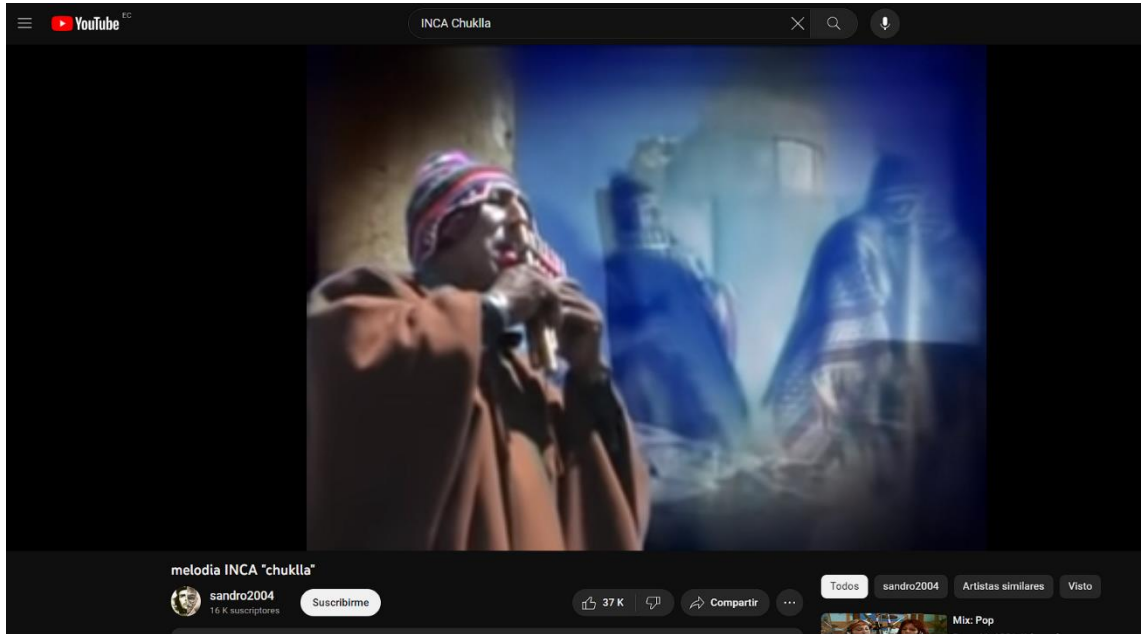 YouTube EC
INCA Chuklla
melodia INCA "chuklla"
sandro2004
16 K suscriptores
Suscribirme
37 K
Compartir
Todos
sandro2004
Artistas similares
Visto
Mix: Pop